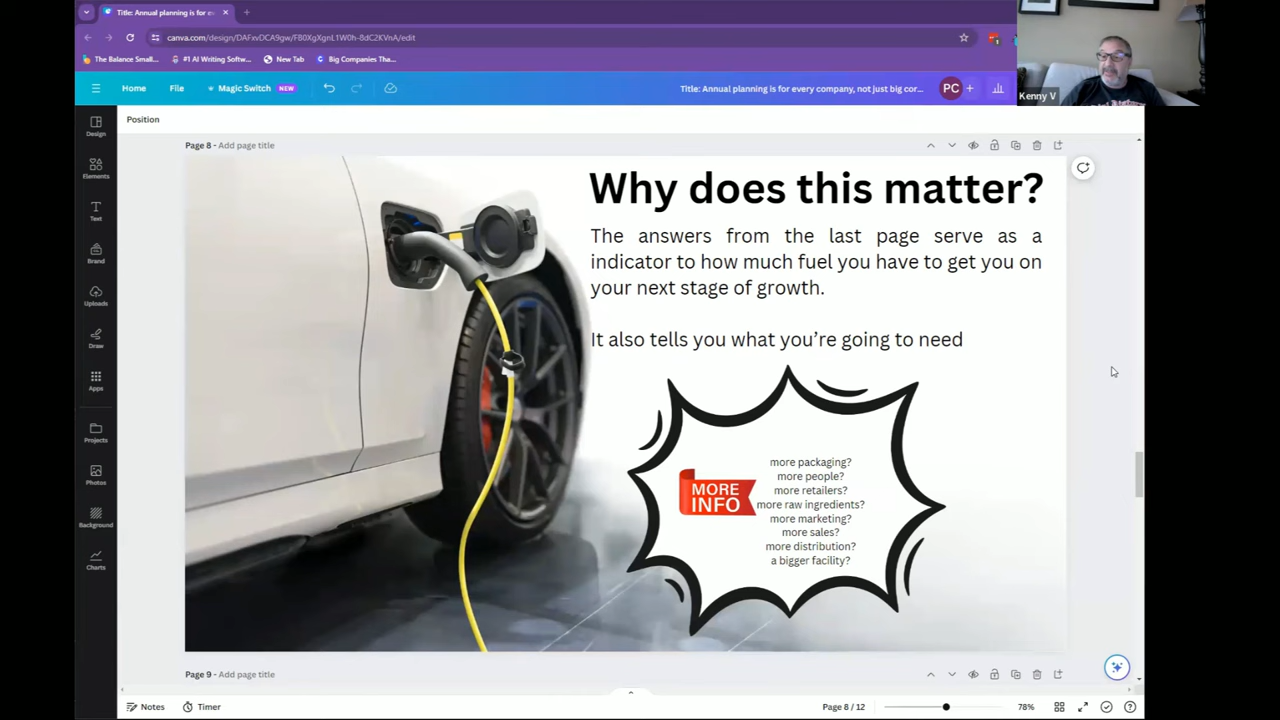 Title: Annual planning is for ev
canva.com/design/DAFxvDCA9gw/F80XgXgnL1W0h-8dC2KVnA/edit
The Balance Small...
#1 AI Writing Softw...
New Tab
Big Companies Tha...
Home
File
Magic Switch
NEW
Title: Annual planning is for every company, not just big cor...
PC
Kenny V
Position
Design
Elements
Text
Brand
Uploads
Draw
Apps
Projects
Photos
Background
Charts
Page 8 - Add page title
Why does this matter?
The answers from the last page serve as a
indicator to how much fuel you have to get you on
your next stage of growth.
It also tells you what you’re going to need
MORE
INFO
more packaging?
more people?
more retailers?
more raw ingredients?
more marketing?
more sales?
more distribution?
a bigger facility?
Page 9 - Add page title
Notes
Timer
Page 8 / 12
78%